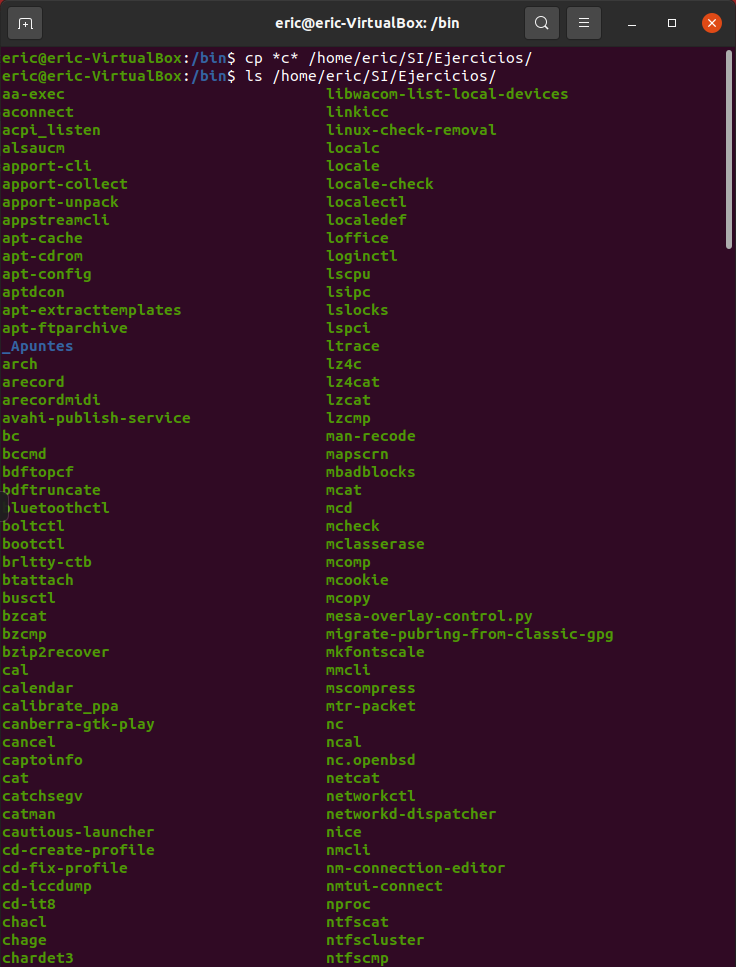 eric@eric-VirtualBox: /bin
eric@eric-VirtualBox:/bin$ cp *c* /home/eric/SI/Ejercicios/
eric@eric-VirtualBox:/bin$ ls /home/eric/SI/Ejercicios/
aa-exec libwacom-list-local-devices
aconnect linkicc
acpi_listen linux-check-removal
alsaucm localc
apport-cli locale
apport-collect locale-check
apport-unpack localectl
appstreamcli localedef
apt-cache loffice
apt-cdrom loginctl
apt-config lscpu
aptdcon lsipc
apt-extracttemplates lslocks
apt-ftparchive lspci
_Apuntes ltrace
arch lz4c
arecord lz4cat
arecordmidi lzcat
avahi-publish-service lzcmp
bc man-recode
bccmd mapscrn
bdftopcf mbadblocks
bdftruncate mcat
bluetoothctl mcd
boltctl mcheck
bootctl mclasserase
brltty-ctb mcomp
btattach mcookie
busctl mcopy
bzcat mesa-overlay-control.py
bzcmp migrate-pubring-from-classic-gpg
bzip2recover mkfontscale
cal mmcli
calendar mscompress
calibrate_ppa mtr-packet
canberra-gtk-play nc
cancel ncal
captoinfo nc.openbsd
cat netcat
catchsegv networkctl
catman networkd-dispatcher
cautious-launcher nice
cd-create-profile nmcli
cd-fix-profile nm-connection-editor
cd-iccdump nmtui-connect
cd-it8 nproc
chacl ntfscat
chage ntfscluster
chardet3 ntfscmp